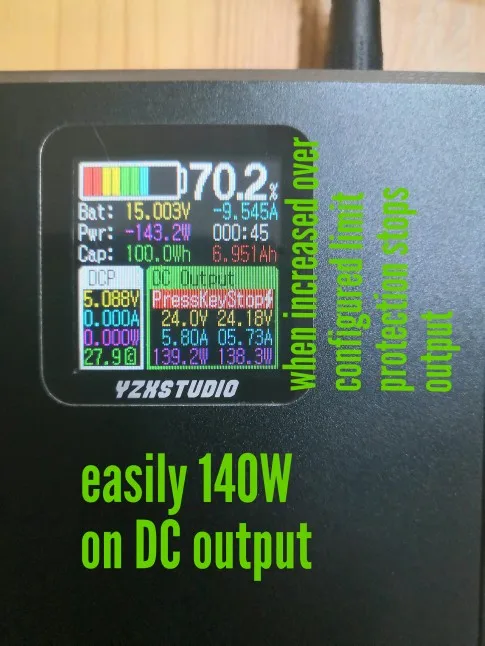 70.2%
Bat: 15.003V -9.545A
Pwr: -143.2W 000:45
Cap: 100.0Wh 6.951Ah
DCP
5.088V
0.000A
0.000W
27.9
DC Output
PressKeyStop
24.0V 24.18V
5.80A 05.73A
139.2W 138.3W
YZXSTUDIO
when increased over
configured limit
protection stops
output
easily 140W
on DC output